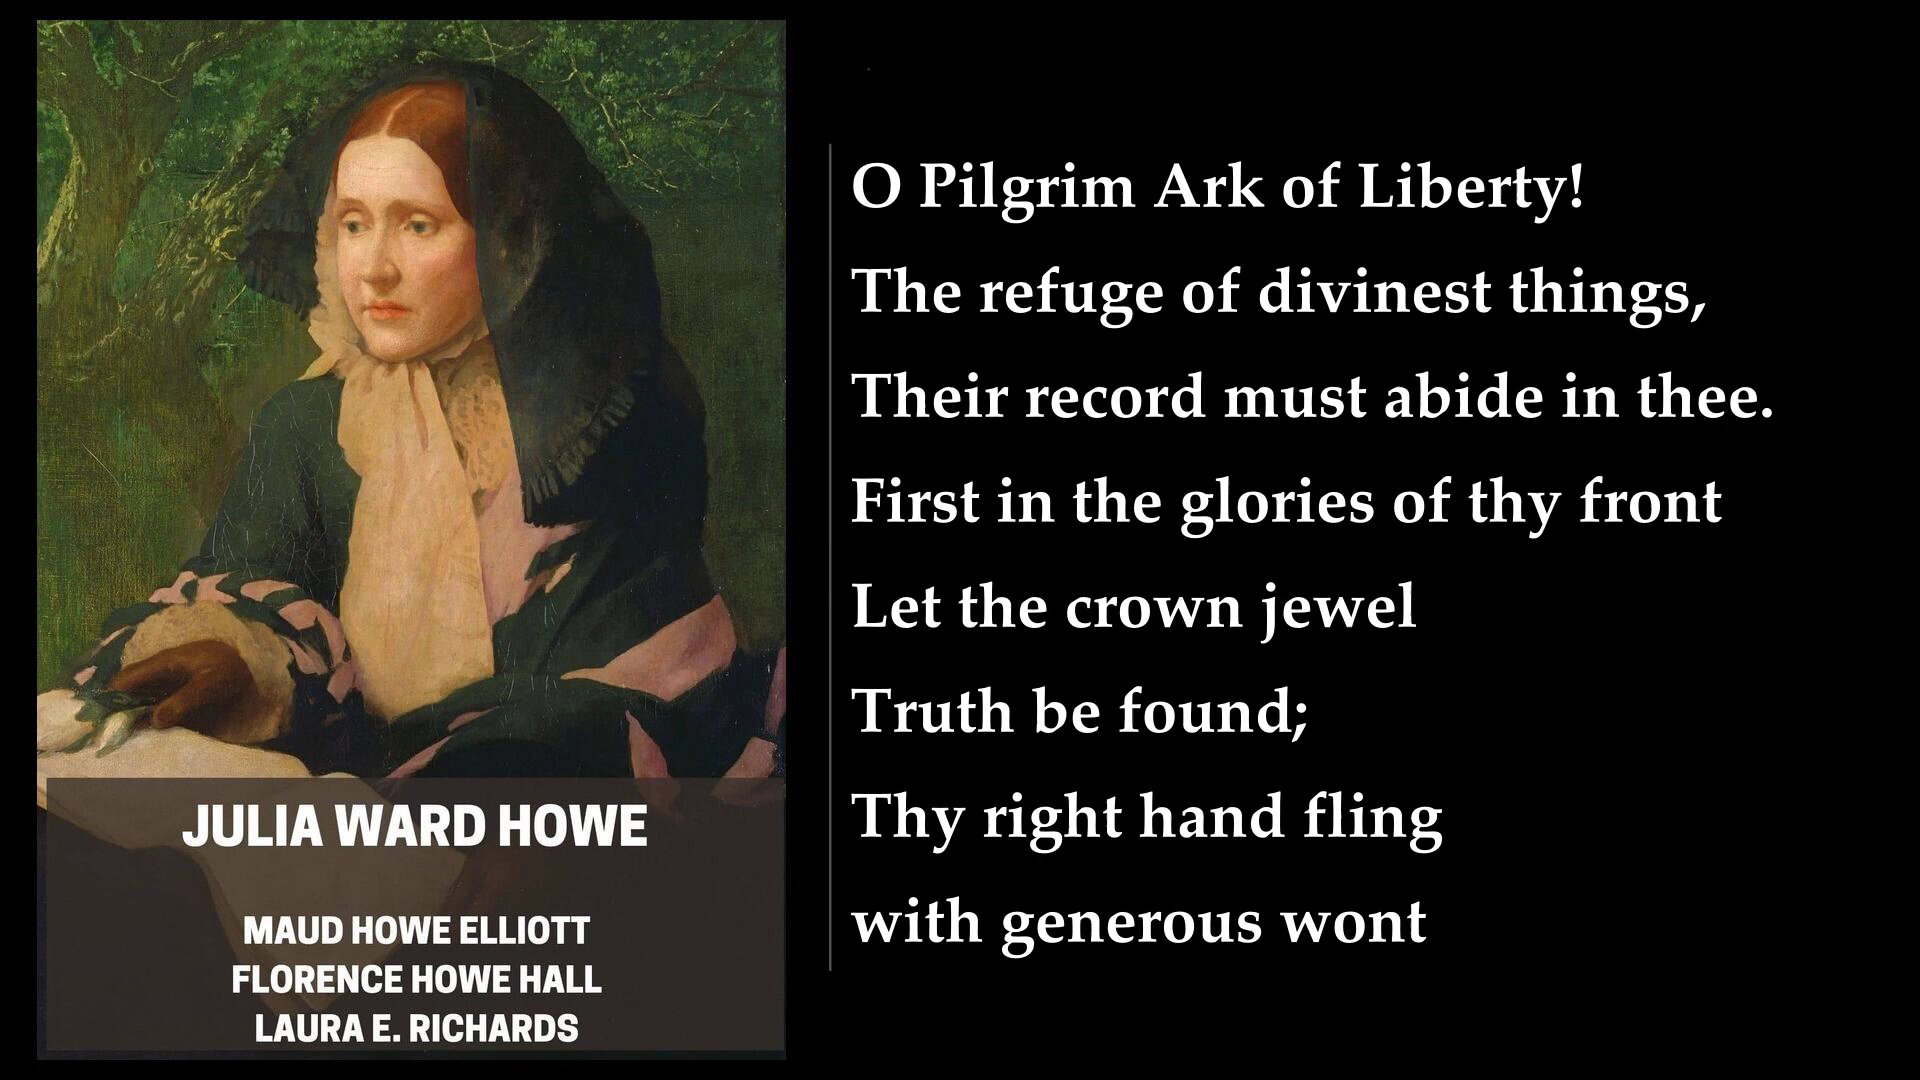 JULIA WARD HOWE
MAUD HOWE ELLIOTT
FLORENCE HOWE HALL
LAURA E. RICHARDS
O Pilgrim Ark of Liberty!
The refuge of divinest things,
Their record must abide in thee.
First in the glories of thy front
Let the crown jewel
Truth be found;
Thy right hand fling
with generous wont